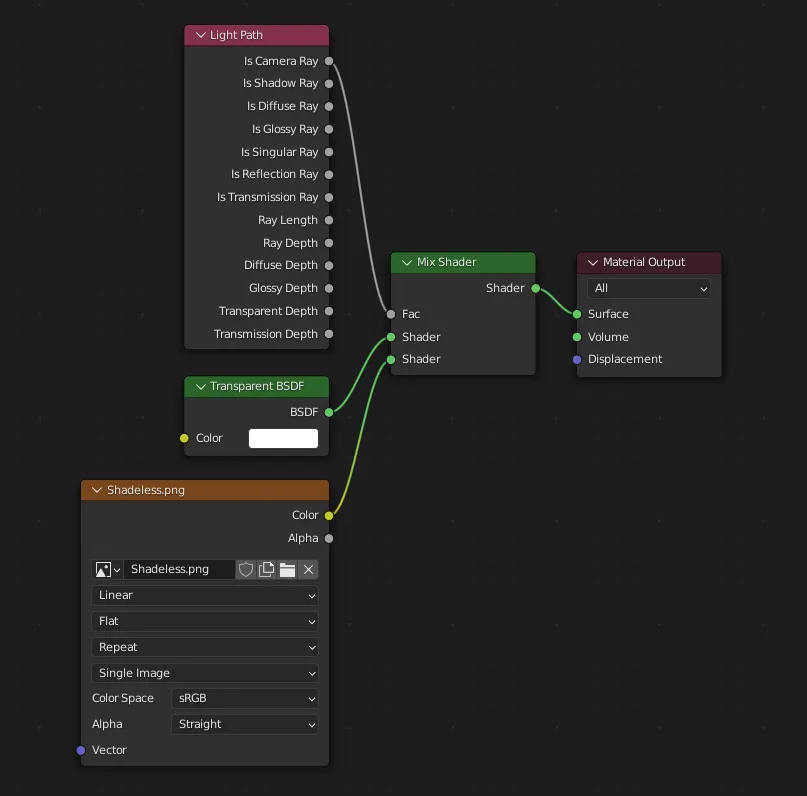 Light Path
Is Camera Ray
Is Shadow Ray
Is Diffuse Ray
Is Glossy Ray
Is Singular Ray
Is Reflection Ray
Is Transmission Ray
Ray Length
Ray Depth
Diffuse Depth
Glossy Depth
Transparent Depth
Transmission Depth
Mix Shader
Shader
Fac
Shader
Shader
Material Output
All
Surface
Volume
Displacement
Transparent BSDF
BSDF
Color
Shadeless.png
Color
Alpha
Shadeless.png
Linear
Flat
Repeat
Single Image
Color Space sRGB
Alpha Straight
Vector